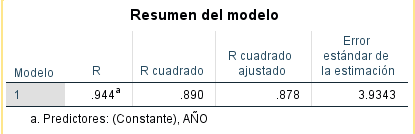 Resumen del modelo
Modelo R R cuadrado R cuadrado ajustado Error estándar de la estimación
1 .944a .890 .878 3.9343
a. Predictores: (Constante), AÑO